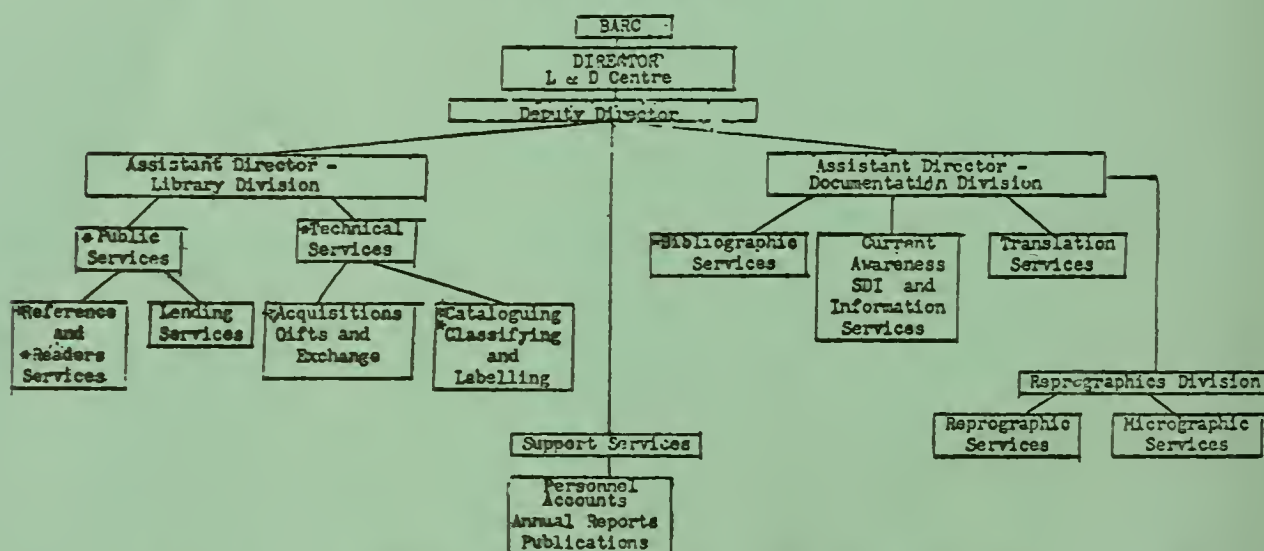 BARC
DIRECTOR
L & D Centre
Deputy Director
Assistant Director -
Library Division
Assistant Director -
Documentation Division
*Public
Services
*Technical
Services
*Bibliographic
Services
Current
Awareness
SDI and
Information
Services
Translation
Services
*Reference
and
*Readers
Services
Lending
Services
*Acquisitions
Gifts and
Exchange
*Cataloguing
*Classifying
and
Labelling
Reprographics Division
Reprographic
Services
Micrographic
Services
Support Services
Personnel
Accounts
Annual Reports
Publications